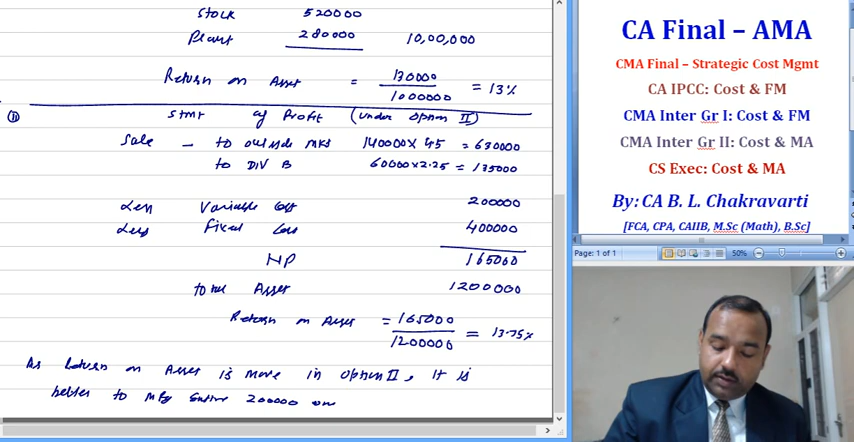 Stock 520000
Plant 280000 10,00,000
Return on Asset = 130000 / 1000000 = 13%
(ii) Stmt of Profit (under Option II)
Sale - to outside mkt 140000 X 4.5 = 630000
to DIV B 60000 x 2.25 = 135000
Less Variable Cost 200000
Less Fixed Cost 400000
NP 165000
total Asset 1200000
Return on Asset = 165000 / 1200000 = 13.75%
As Return on Asset is more in option II, it is
better to mfg entire 200000 un
CA Final – AMA
CMA Final – Strategic Cost Mgmt
CA IPCC: Cost & FM
CMA Inter Gr I: Cost & FM
CMA Inter Gr II: Cost & MA
CS Exec: Cost & MA
By: CA B. L. Chakravarti
[FCA, CPA, CAIIB, M.Sc (Math), B.Sc]
Page: 1 of 1 50%